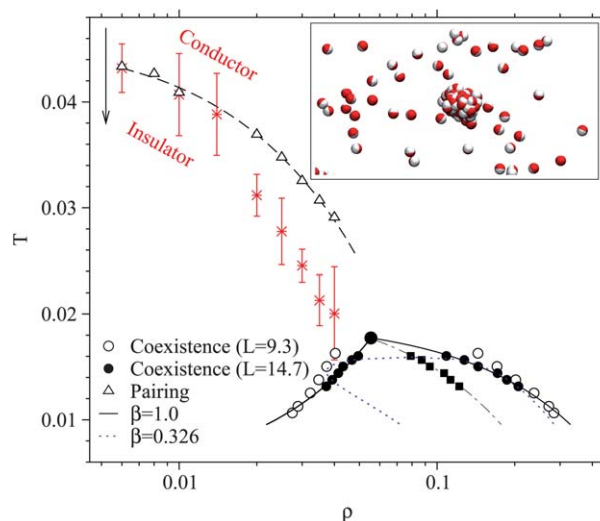 T
0.04
0.03
0.02
0.01
Conductor
Insulator
Coexistence (L=9.3)
Coexistence (L=14.7)
Pairing
β=1.0
β=0.326
0.01
0.1
ρ